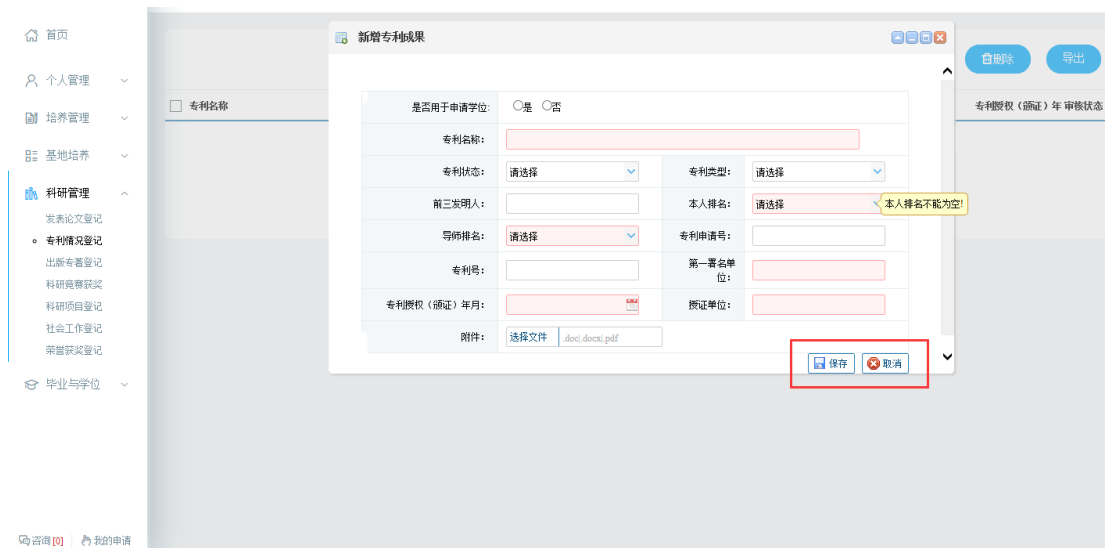 首页
个人管理
培养管理
基地培养
科研管理
发表论文登记
专利情况登记
出版专著登记
科研竞赛获奖
科研项目登记
社会工作登记
荣誉获奖登记
毕业与学位
咨询[0] 我的申请
新增专利成果
删除 导出
专利名称 专利授权（颁证）年 审核状态
是否用于申请学位: 是 否
专利名称:
专利状态: 请选择 专利类型: 请选择
前三发明人: 本人排名: 请选择 本人排名不能为空!
导师排名: 请选择 专利申请号:
专利号: 第一署名单
位:
专利授权（颁证）年月: 授证单位:
附件: 选择文件 .doc|.docx|.pdf
保存 取消